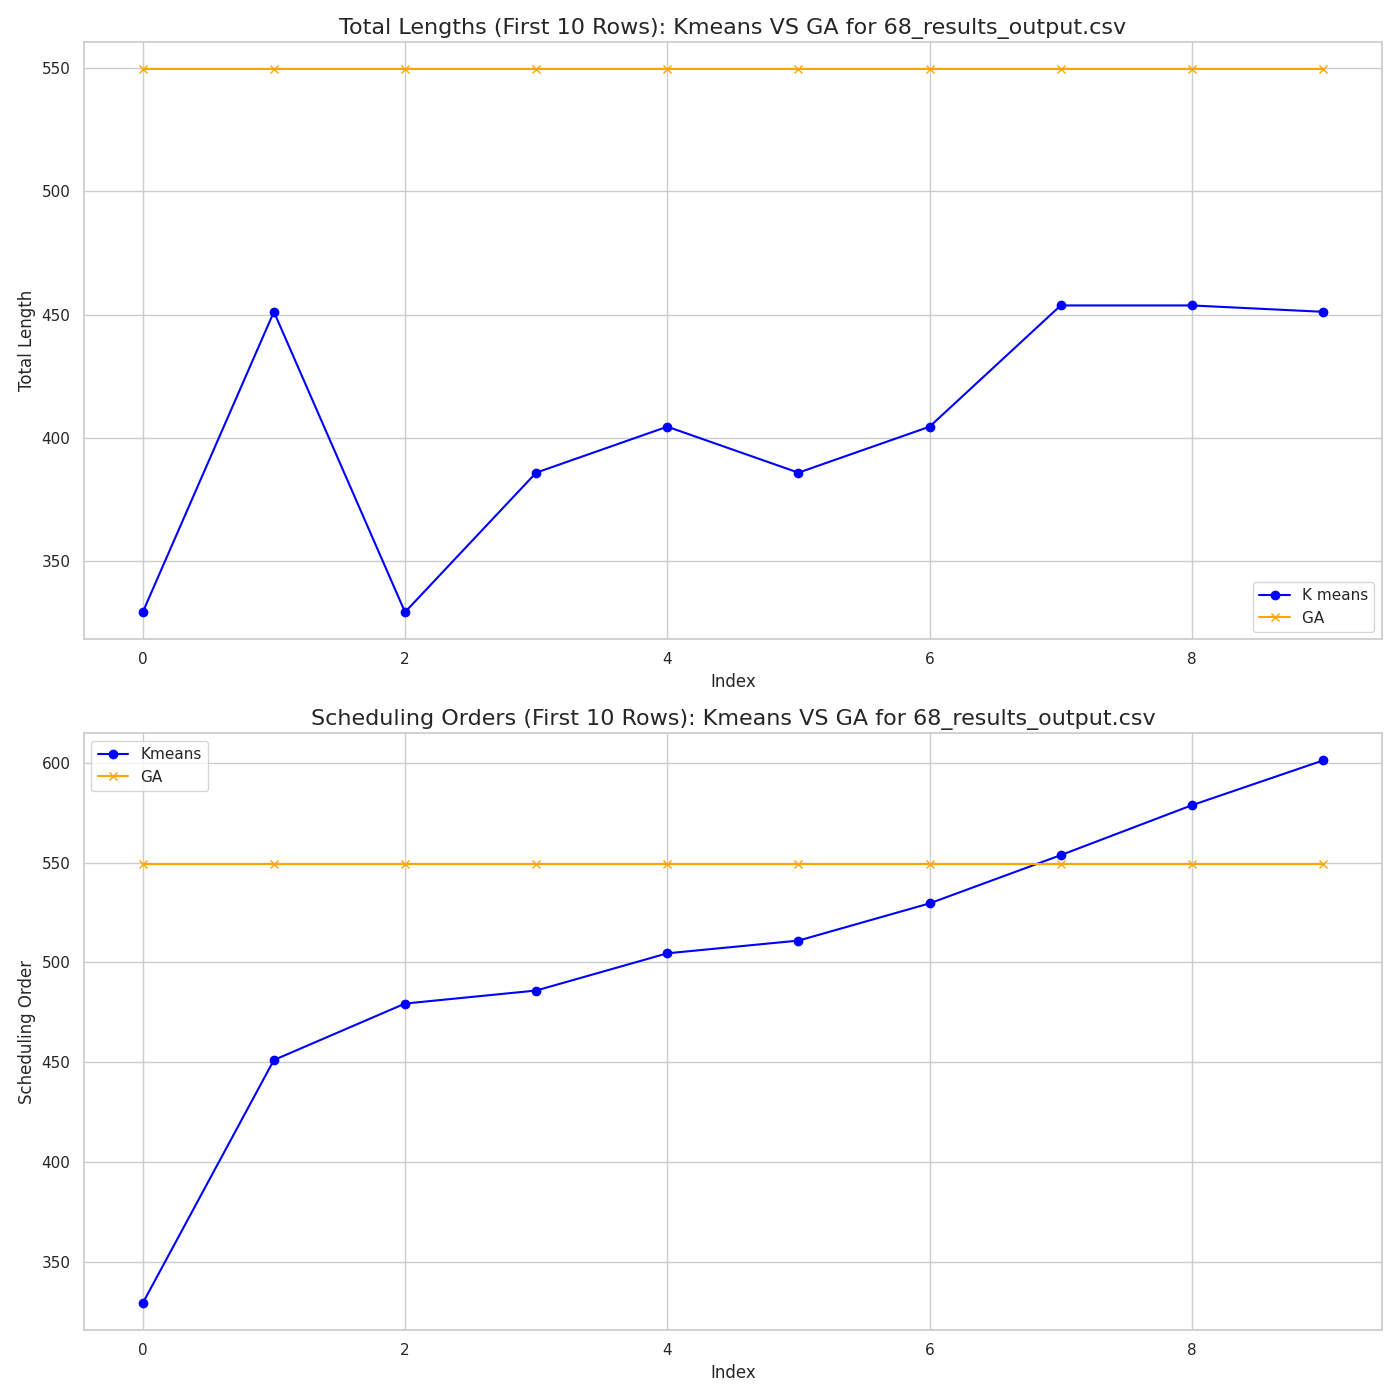 Total Lengths (First 10 Rows): Kmeans VS GA for 68_results_output.csv
550
500
450
400
350
Total Length
K means
GA
0 2 4 6 8
Index
Scheduling Orders (First 10 Rows): Kmeans VS GA for 68_results_output.csv
Kmeans
GA
600
550
500
450
400
350
Scheduling Order
0 2 4 6 8
Index